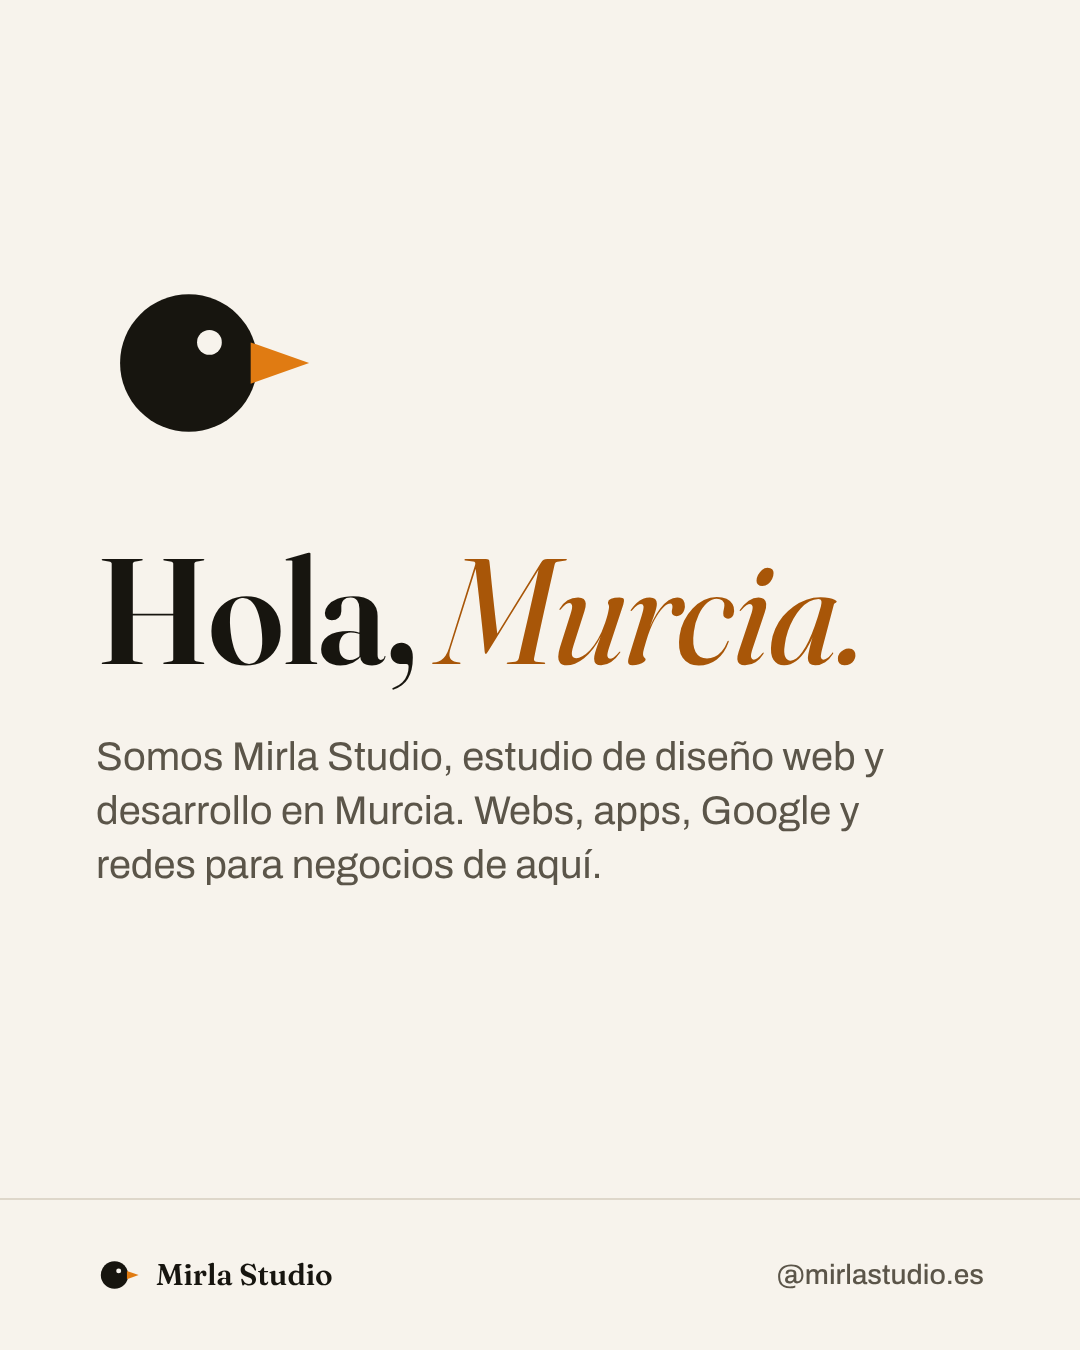 Hola, Murcia.
Somos Mirla Studio, estudio de diseño web y
desarrollo en Murcia. Webs, apps, Google y
redes para negocios de aquí.
Mirla Studio
@mirlastudio.es